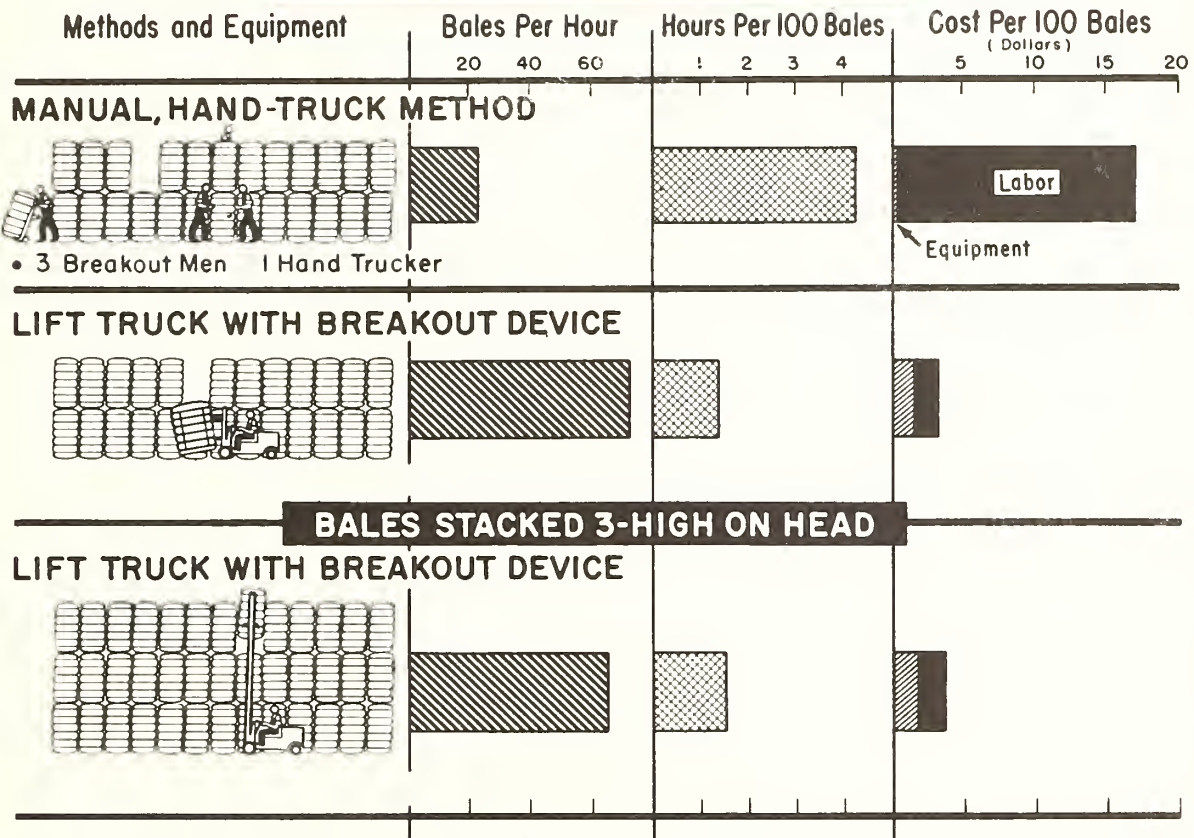 Methods and Equipment Bales Per Hour Hours Per 100 Bales Cost Per 100 Bales
( Dollars )
20 40 60 1 2 3 4 5 10 15 20
MANUAL, HAND-TRUCK METHOD
Labor
Equipment
• 3 Breakout Men 1 Hand Trucker
LIFT TRUCK WITH BREAKOUT DEVICE
BALES STACKED 3-HIGH ON HEAD
LIFT TRUCK WITH BREAKOUT DEVICE